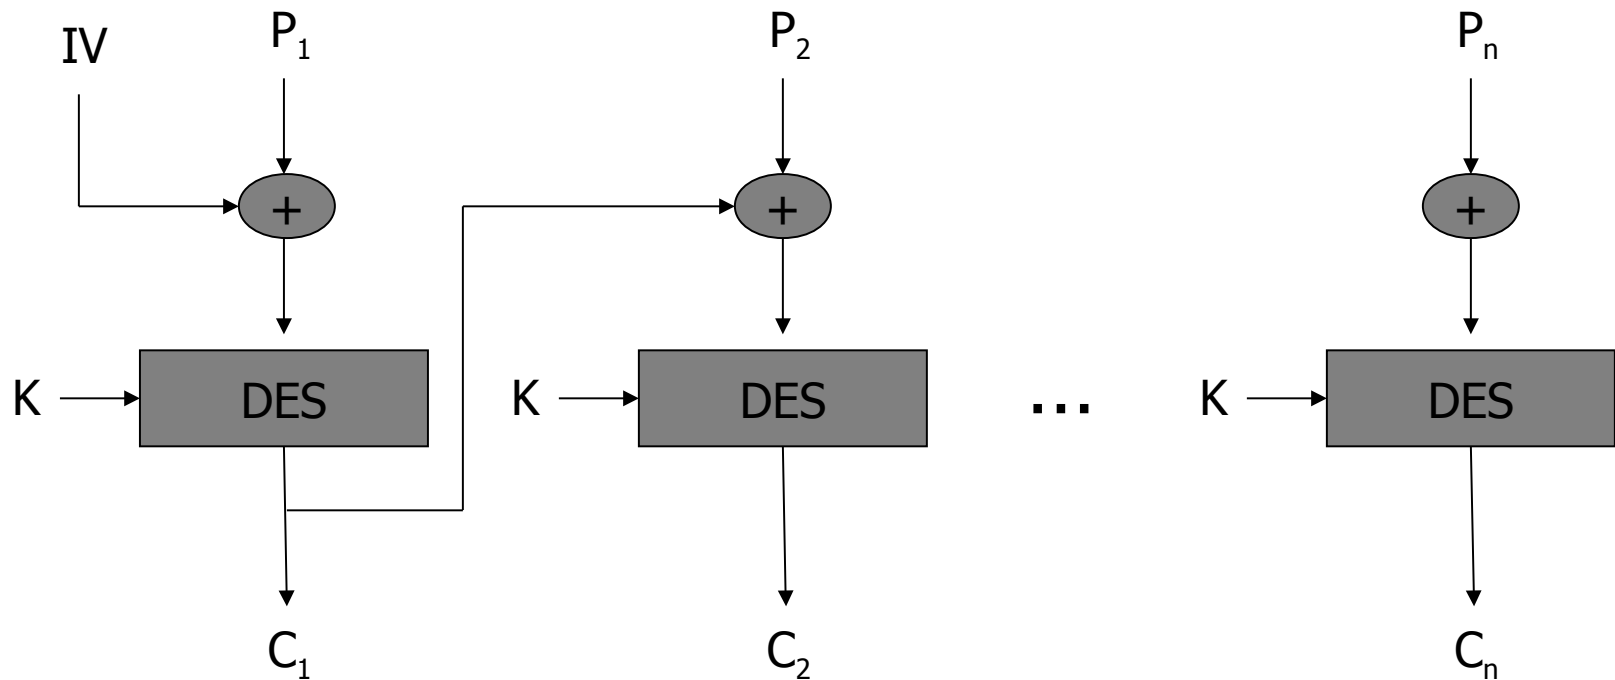 IV P₁ P₂ Pₙ
+ + +
K DES K DES ... K DES
C₁ C₂ Cₙ